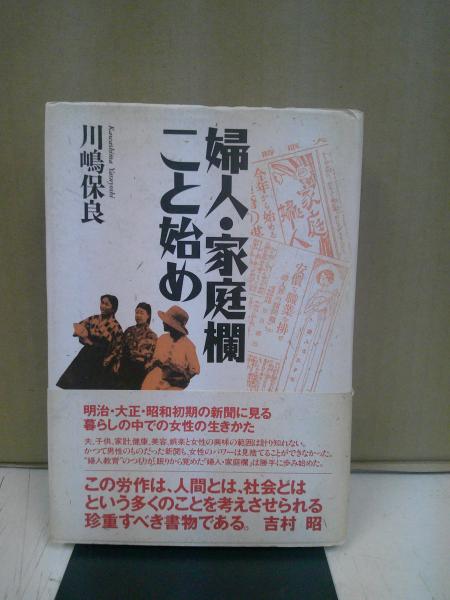 婦人・家庭欄
こと始め
川嶋保良
Kawashima Yasuyoshi
家庭
婦人
明治・大正・昭和初期の新聞に見る
暮らしの中での女性の生きかた
夫、子供、家計、健康、美容、娯楽と女性の興味の範囲は計り知れない。
かつて男性のものだった新聞も、女性のパワーは見捨てることができなかった。
“婦人教育”のつもりが、眠りから覚めた“婦人・家庭欄”は勝手に歩み始めた。
この労作は、人間とは、社会とは
という多くのことを考えさせられる
珍重すべき書物である。 吉村 昭